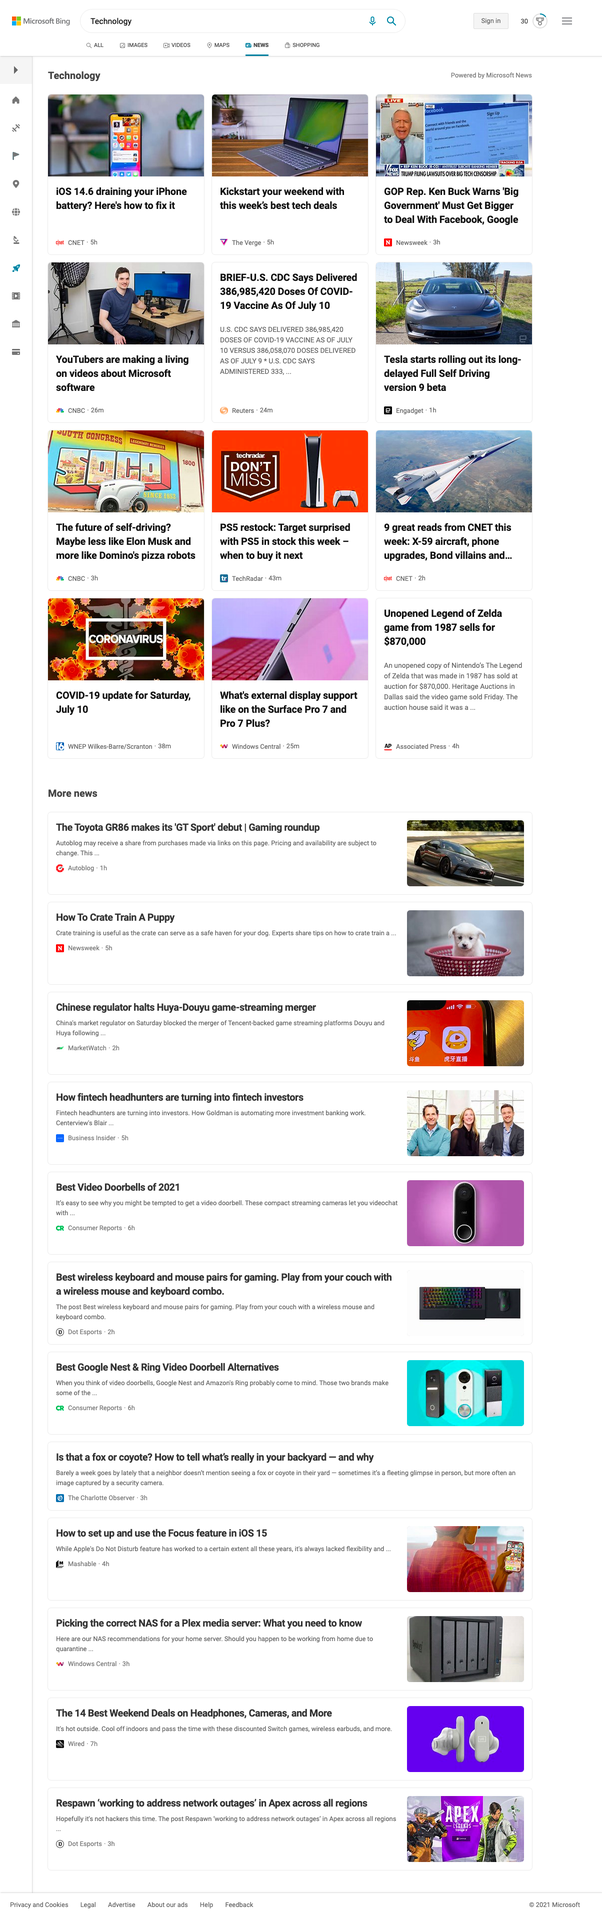 Microsoft Bing
Technology
Sign in
30
ALL
IMAGES
VIDEOS
MAPS
NEWS
SHOPPING
Technology
Powered by Microsoft News
iOS 14.6 draining your iPhone
battery? Here's how to fix it
CNET · 5h
Kickstart your weekend with
this week's best tech deals
The Verge · 5h
LIVE
Sign Up
FOX
NEWS
TRUMP FILING LAWSUITS OVER BIG TECH CENSORSHIP
GOP Rep. Ken Buck Warns 'Big
Government' Must Get Bigger
to Deal With Facebook, Google
Newsweek · 3h
YouTubers are making a living
on videos about Microsoft
software
CNBC · 26m
BRIEF-U.S. CDC Says Delivered
386,985,420 Doses Of COVID-
19 Vaccine As Of July 10
U.S. CDC SAYS DELIVERED 386,985,420
DOSES OF COVID-19 VACCINE AS OF JULY
10 VERSUS 386,058,070 DOSES DELIVERED
AS OF JULY 9 * U.S. CDC SAYS
ADMINISTERED 333, ...
Reuters · 24m
Tesla starts rolling out its long-
delayed Full Self Driving
version 9 beta
Engadget · 1h
SOUTH CONGRESS
1800
SOCO
SINCE 1852
The future of self-driving?
Maybe less like Elon Musk and
more like Domino's pizza robots
CNBC · 3h
techradar
DON'T
MISS
PS5 restock: Target surprised
with PS5 in stock this week –
when to buy it next
TechRadar · 43m
9 great reads from CNET this
week: X-59 aircraft, phone
upgrades, Bond villains and...
CNET · 2h
CORONAVIRUS
COVID-19 update for Saturday,
July 10
WNEP Wilkes-Barre/Scranton · 38m
What's external display support
like on the Surface Pro 7 and
Pro 7 Plus?
Windows Central · 25m
Unopened Legend of Zelda
game from 1987 sells for
$870,000
An unopened copy of Nintendo's The Legend
of Zelda that was made in 1987 has sold at
auction for $870,000. Heritage Auctions in
Dallas said the video game sold Friday. The
auction house said it was a ...
AP
Associated Press · 4h
More news
The Toyota GR86 makes its 'GT Sport' debut | Gaming roundup
Autoblog may receive a share from purchases made via links on this page. Pricing and availability are subject to
change. This ...
Autoblog · 1h
How To Crate Train A Puppy
Crate training is useful as the crate can serve as a safe haven for your dog. Experts share tips on how to crate train a ...
Newsweek · 5h
Chinese regulator halts Huya-Douyu game-streaming merger
China's market regulator on Saturday blocked the merger of Tencent-backed game streaming platforms Douyu and
Huya following ...
MarketWatch · 2h
斗鱼
虎牙直播
How fintech headhunters are turning into fintech investors
Fintech headhunters are turning into investors. How Goldman is automating more investment banking work.
Centerview's Blair ...
Business Insider · 5h
Best Video Doorbells of 2021
It's easy to see why you might be tempted to get a video doorbell. These compact streaming cameras let you videochat
with ...
CR
Consumer Reports · 6h
Best wireless keyboard and mouse pairs for gaming. Play from your couch with
a wireless mouse and keyboard combo.
The post Best wireless keyboard and mouse pairs for gaming. Play from your couch with a wireless mouse and
keyboard combo.
Dot Esports · 2h
Best Google Nest & Ring Video Doorbell Alternatives
When you think of video doorbells, Google Nest and Amazon's Ring probably come to mind. Those two brands make
some of the ...
CR
Consumer Reports · 6h
Is that a fox or coyote? How to tell what's really in your backyard — and why
Barely a week goes by lately that a neighbor doesn't mention seeing a fox or coyote in their yard — sometimes it's a fleeting glimpse in person, but more often an
image captured by a security camera.
The Charlotte Observer · 3h
How to set up and use the Focus feature in iOS 15
While Apple's Do Not Disturb feature has worked to a certain extent all these years, it's always lacked flexibility and ...
Mashable · 4h
Picking the correct NAS for a Plex media server: What you need to know
Here are our NAS recommendations for your home server. Should you happen to be working from home due to
quarantine ...
Windows Central · 3h
The 14 Best Weekend Deals on Headphones, Cameras, and More
It's hot outside. Cool off indoors and pass the time with these discounted Switch games, wireless earbuds, and more.
Wired · 7h
Respawn 'working to address network outages' in Apex across all regions
Hopefully it's not hackers this time. The post Respawn 'working to address network outages' in Apex across all regions
...
Dot Esports · 3h
APEX
Privacy and Cookies
Legal
Advertise
About our ads
Help
Feedback
© 2021 Microsoft